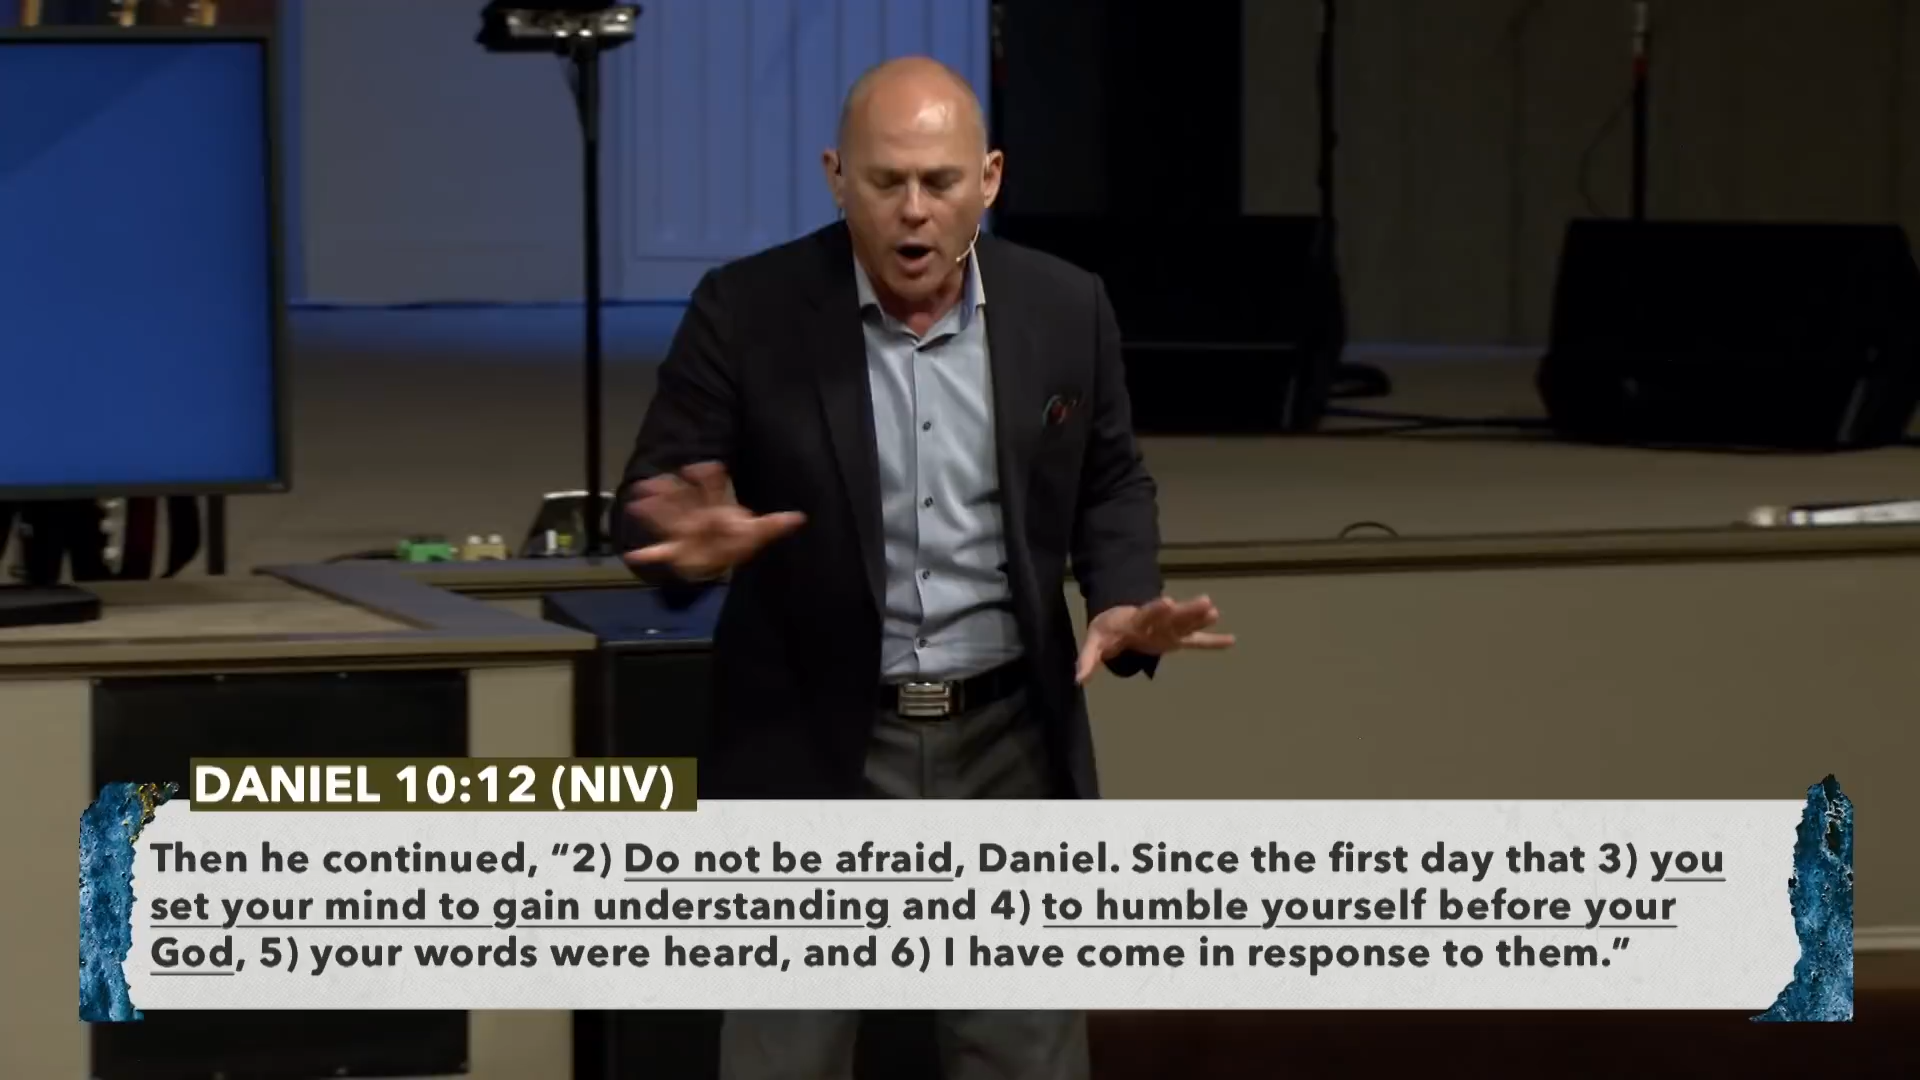 DANIEL 10:12 (NIV)
Then he continued, “2) Do not be afraid, Daniel. Since the first day that 3) you
set your mind to gain understanding and 4) to humble yourself before your
God, 5) your words were heard, and 6) I have come in response to them.”